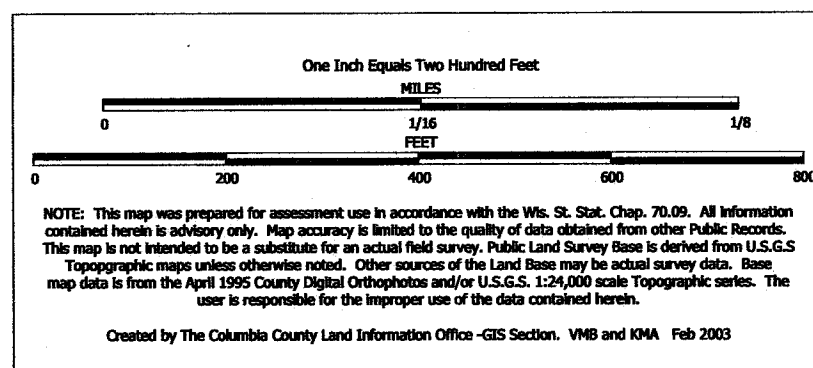 One Inch Equals Two Hundred Feet
MILES
0 1/16 1/8
FEET
0 200 400 600 800
NOTE: This map was prepared for assessment use in accordance with the Wis. St. Stat. Chap. 70.09. All information
contained herein is advisory only. Map accuracy is limited to the quality of data obtained from other Public Records.
This map is not intended to be a substitute for an actual field survey. Public Land Survey Base is derived from U.S.G.S
Topopgraphic maps unless otherwise noted. Other sources of the Land Base may be actual survey data. Base
map data is from the April 1995 County Digital Orthophotos and/or U.S.G.S. 1:24,000 scale Topographic series. The
user is responsible for the improper use of the data contained herein.
Created by The Columbia County Land Information Office -GIS Section. VMB and KMA Feb 2003